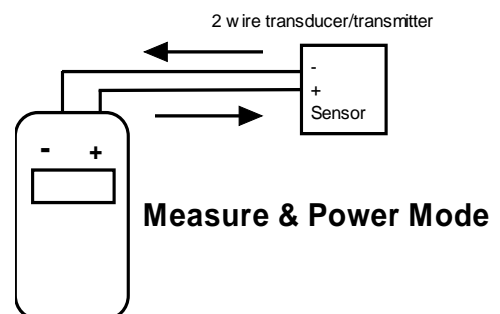 2 wire transducer/transmitter
-
+
Sensor
- +
Measure & Power Mode